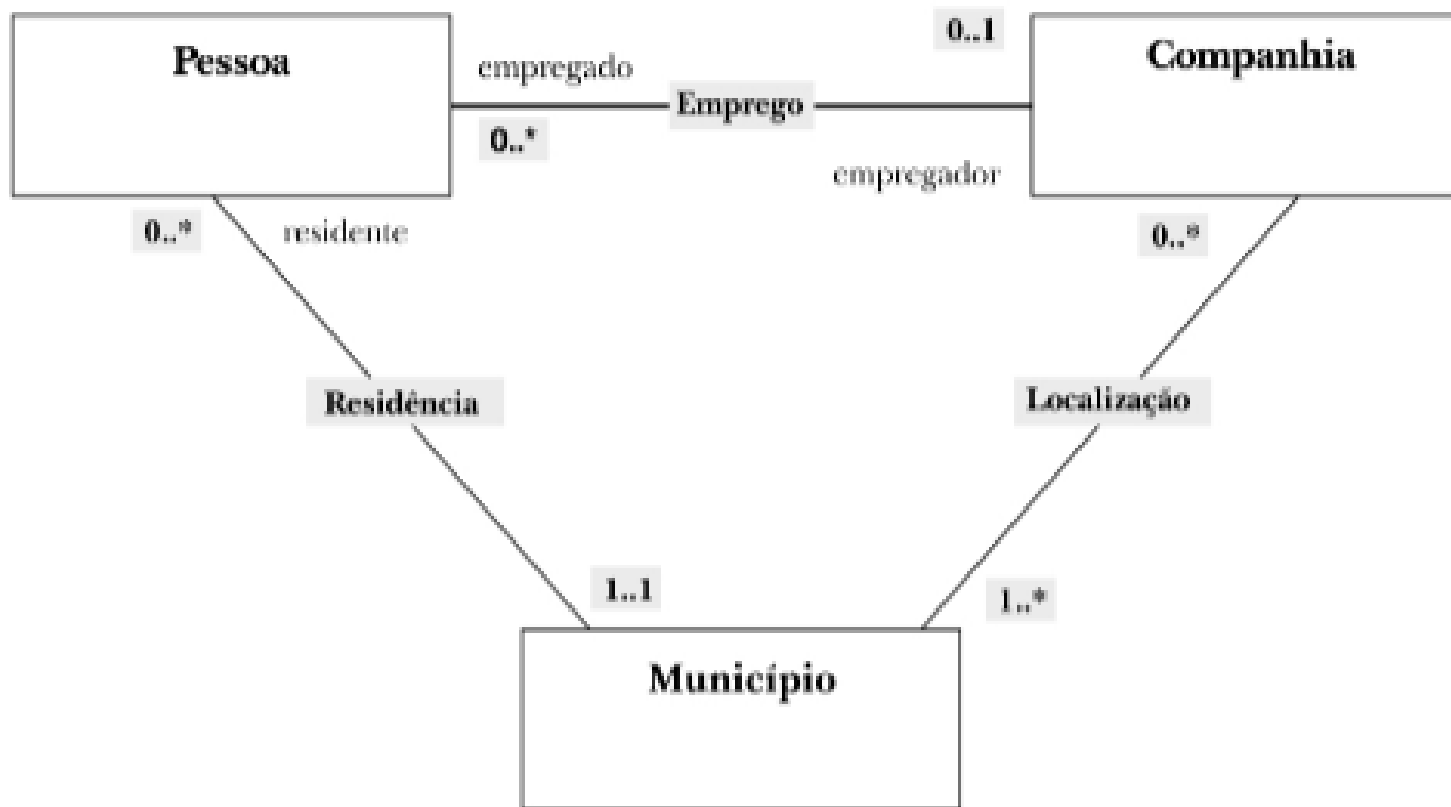 Pessoa
empregado
0..*
Emprego
0..1
Companhia
empregador
0..*
residente
0..*
Residência
Localização
1..1
1..*
Município